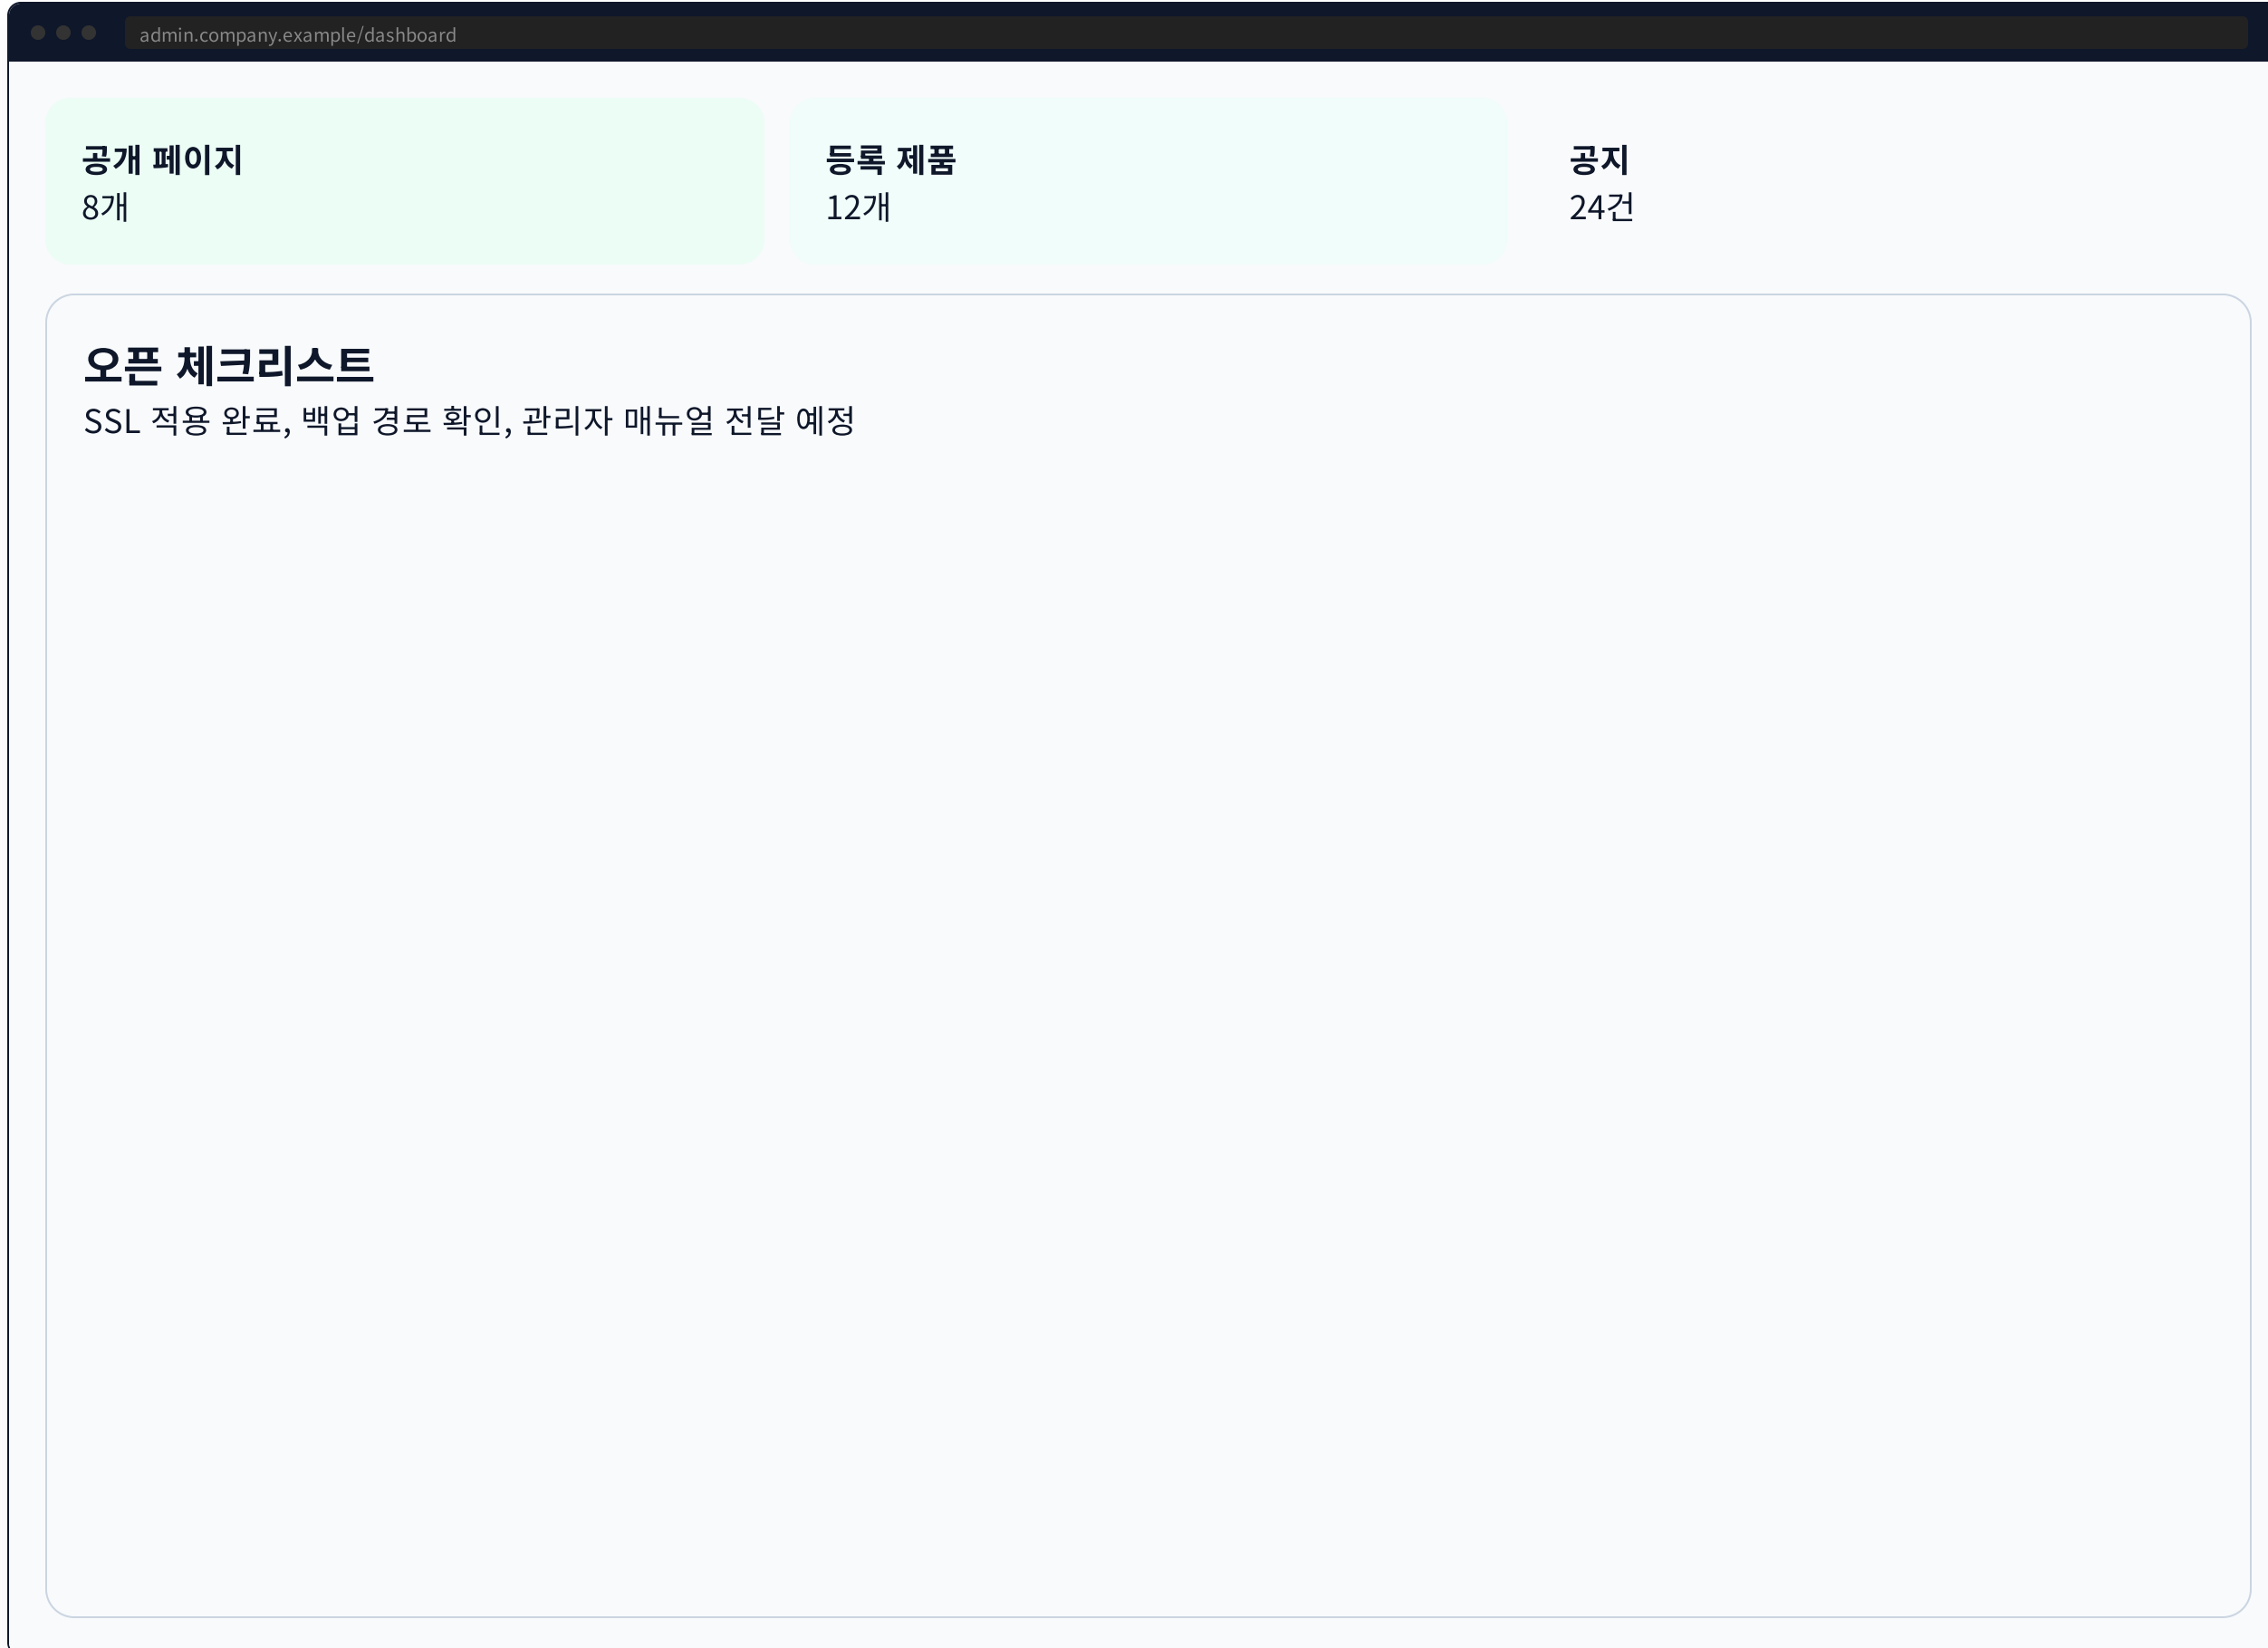 admin.company.example/dashboard
공개 페이지
8개
등록 제품
12개
공지
24건
오픈 체크리스트
SSL 적용 완료, 백업 경로 확인, 관리자 매뉴얼 전달 예정